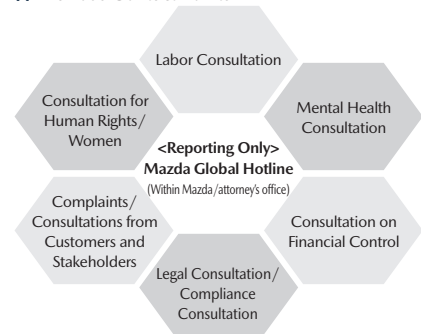 Labor Consultation
Consultation for
Human Rights/
Women
Mental Health
Consultation
<Reporting Only>
Mazda Global Hotline
(Within Mazda/attorney's office)
Complaints/
Consultations from
Customers and
Stakeholders
Consultation on
Financial Control
Legal Consultation/
Compliance
Consultation